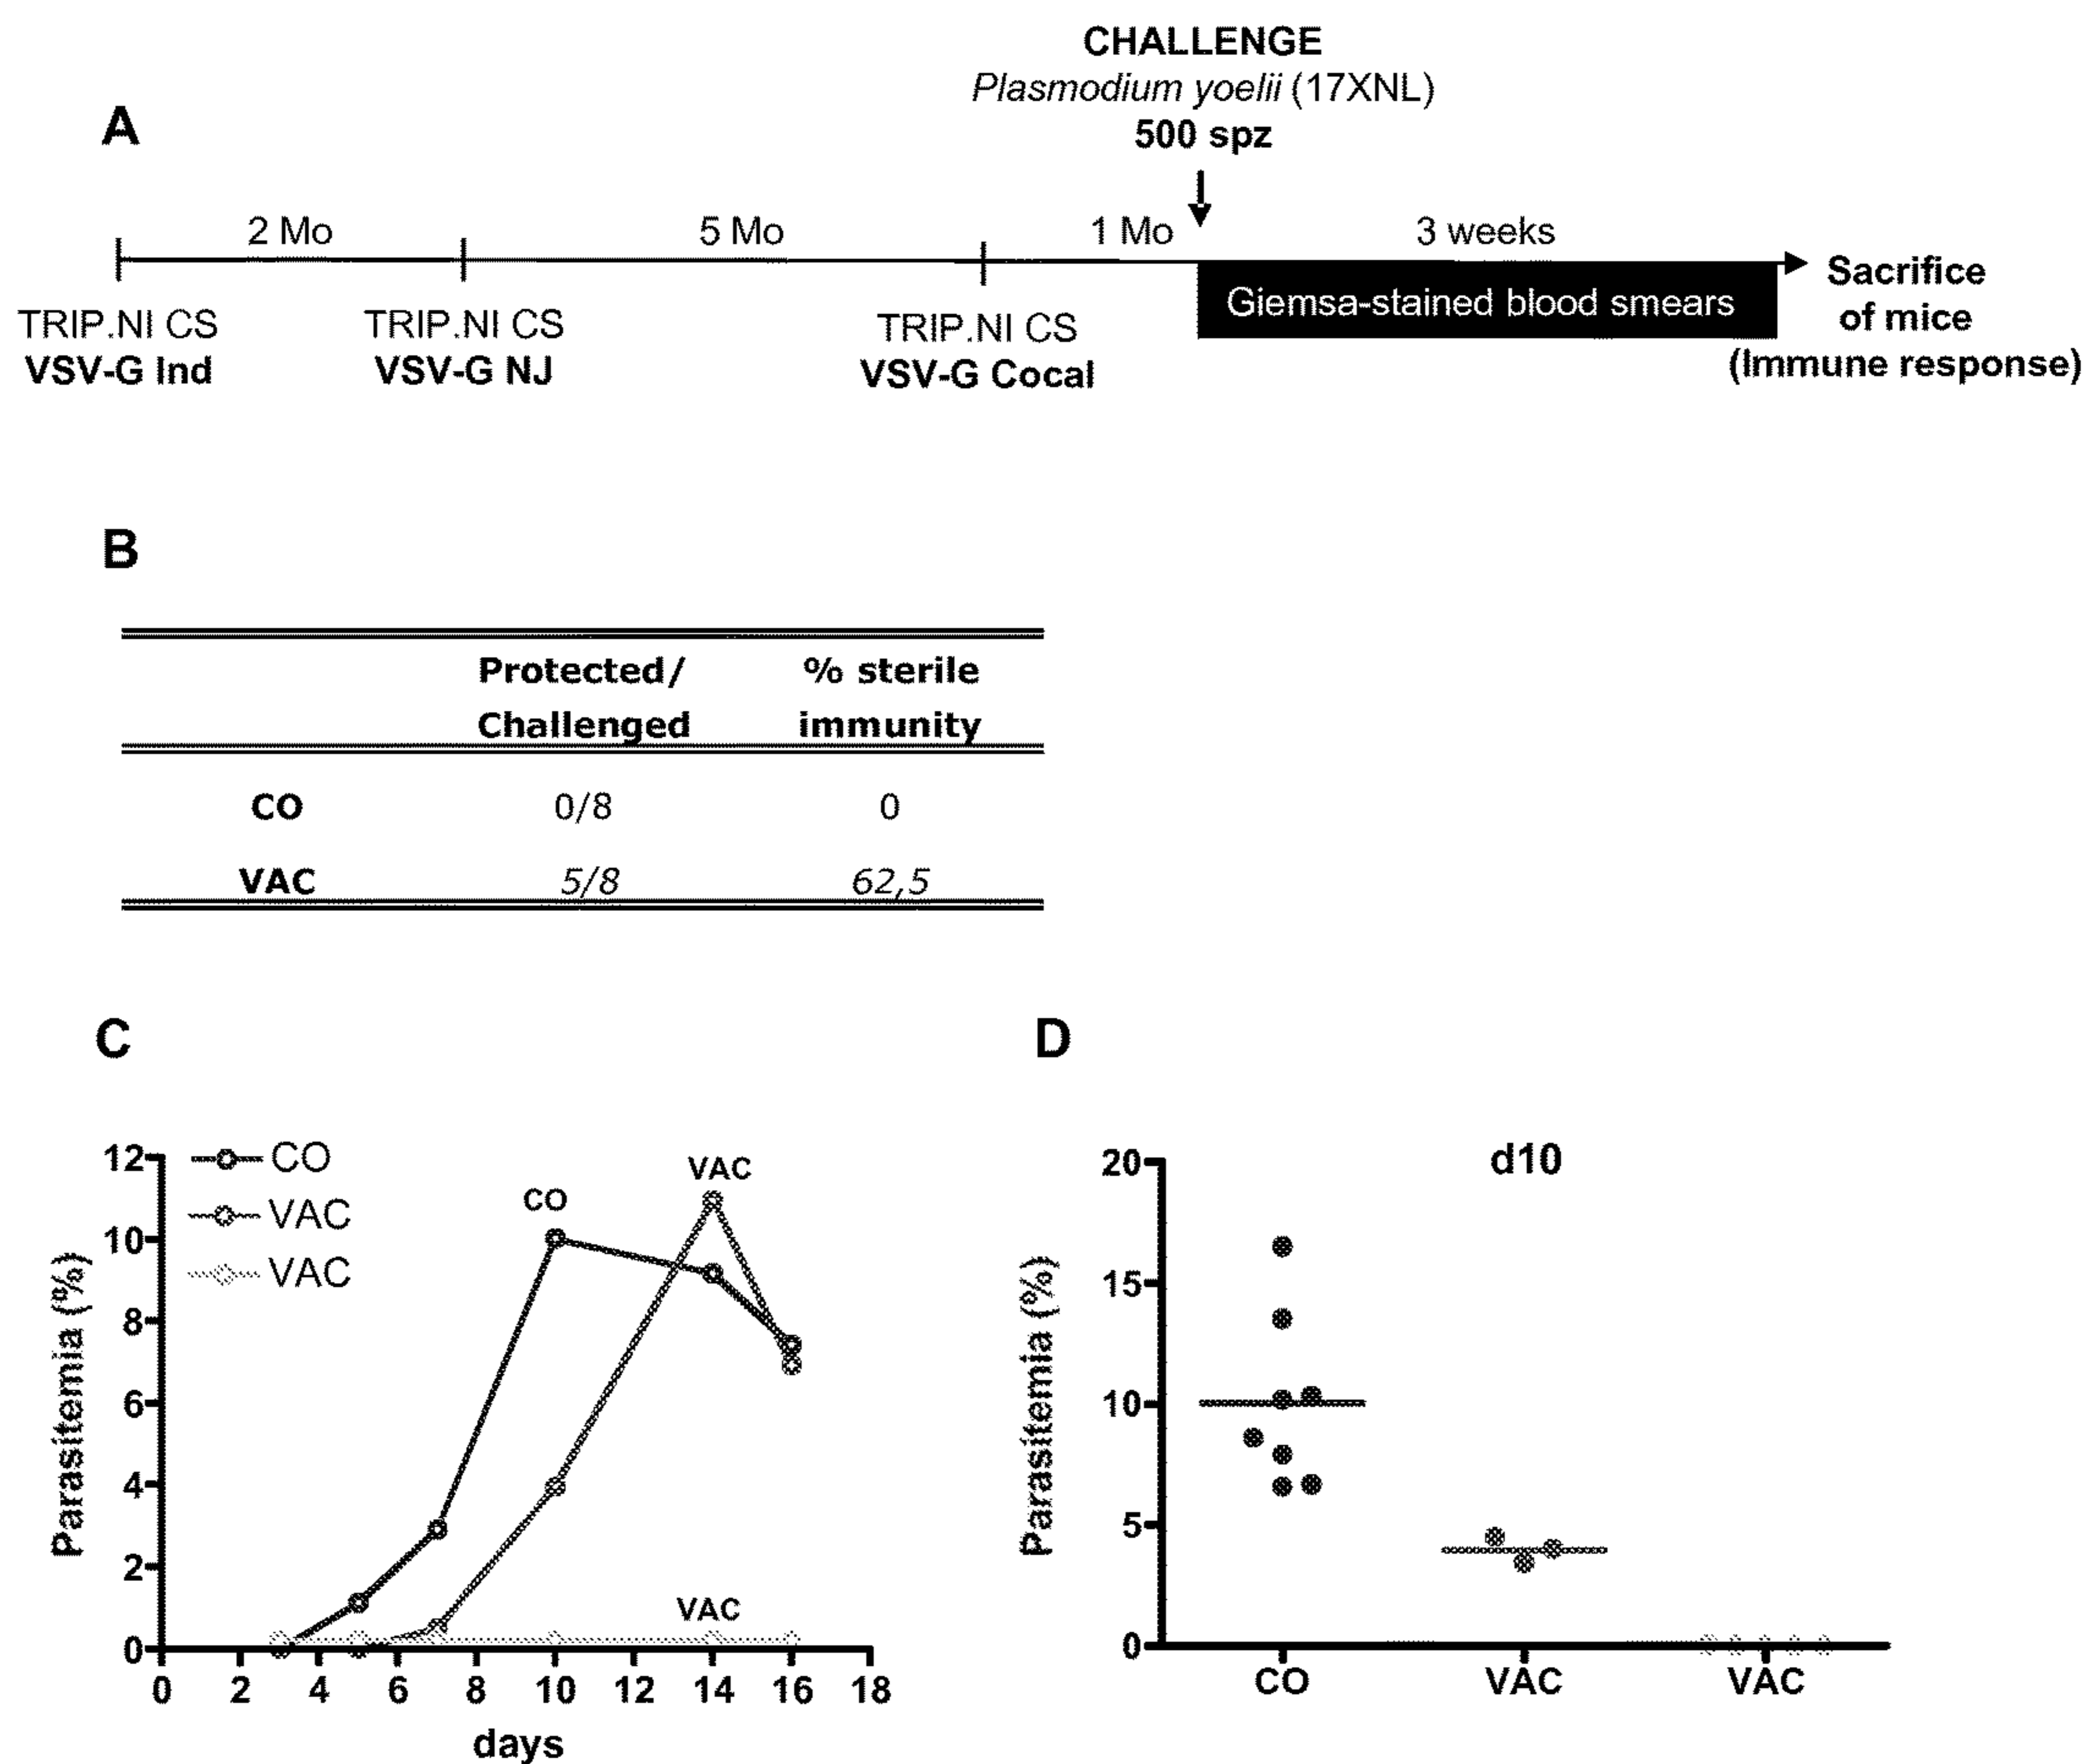 CHALLENGE
Plasmodium yoelii (17XNL)
500 spz
A
2 Mo 5 Mo 1 Mo 3 weeks
TRIP.NI CS
VSV-G Ind
TRIP.NI CS
VSV-G NJ
TRIP.NI CS
VSV-G Cocal
Giemsa-stained blood smears
Sacrifice
of mice
(Immune response)
B
Protected/
Challenged
% sterile
immunity
CO 0/8 0
VAC 5/8 62,5
C
CO
VAC
VAC
CO
VAC
VAC
Parasitemia (%)
12
10
8
6
4
2
0
0 2 4 6 8 10 12 14 16 18
days
D
d10
Parasitemia (%)
20
15
10
5
0
CO VAC VAC